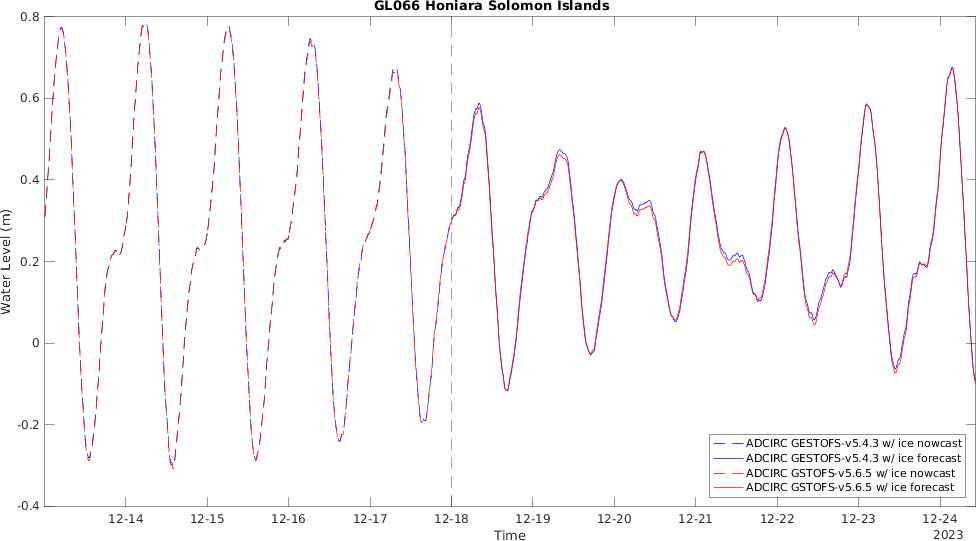 GL066 Honiara Solomon Islands
0.8
0.6
0.4
0.2
0
-0.2
-0.4
Water Level (m)
ADCIRC GESTOFS-v5.4.3 w/ ice nowcast
ADCIRC GESTOFS-v5.4.3 w/ ice forecast
ADCIRC GSTOFS-v5.6.5 w/ ice nowcast
ADCIRC GSTOFS-v5.6.5 w/ ice forecast
12-14 12-15 12-16 12-17 12-18 12-19 12-20 12-21 12-22 12-23 12-24
Time 2023